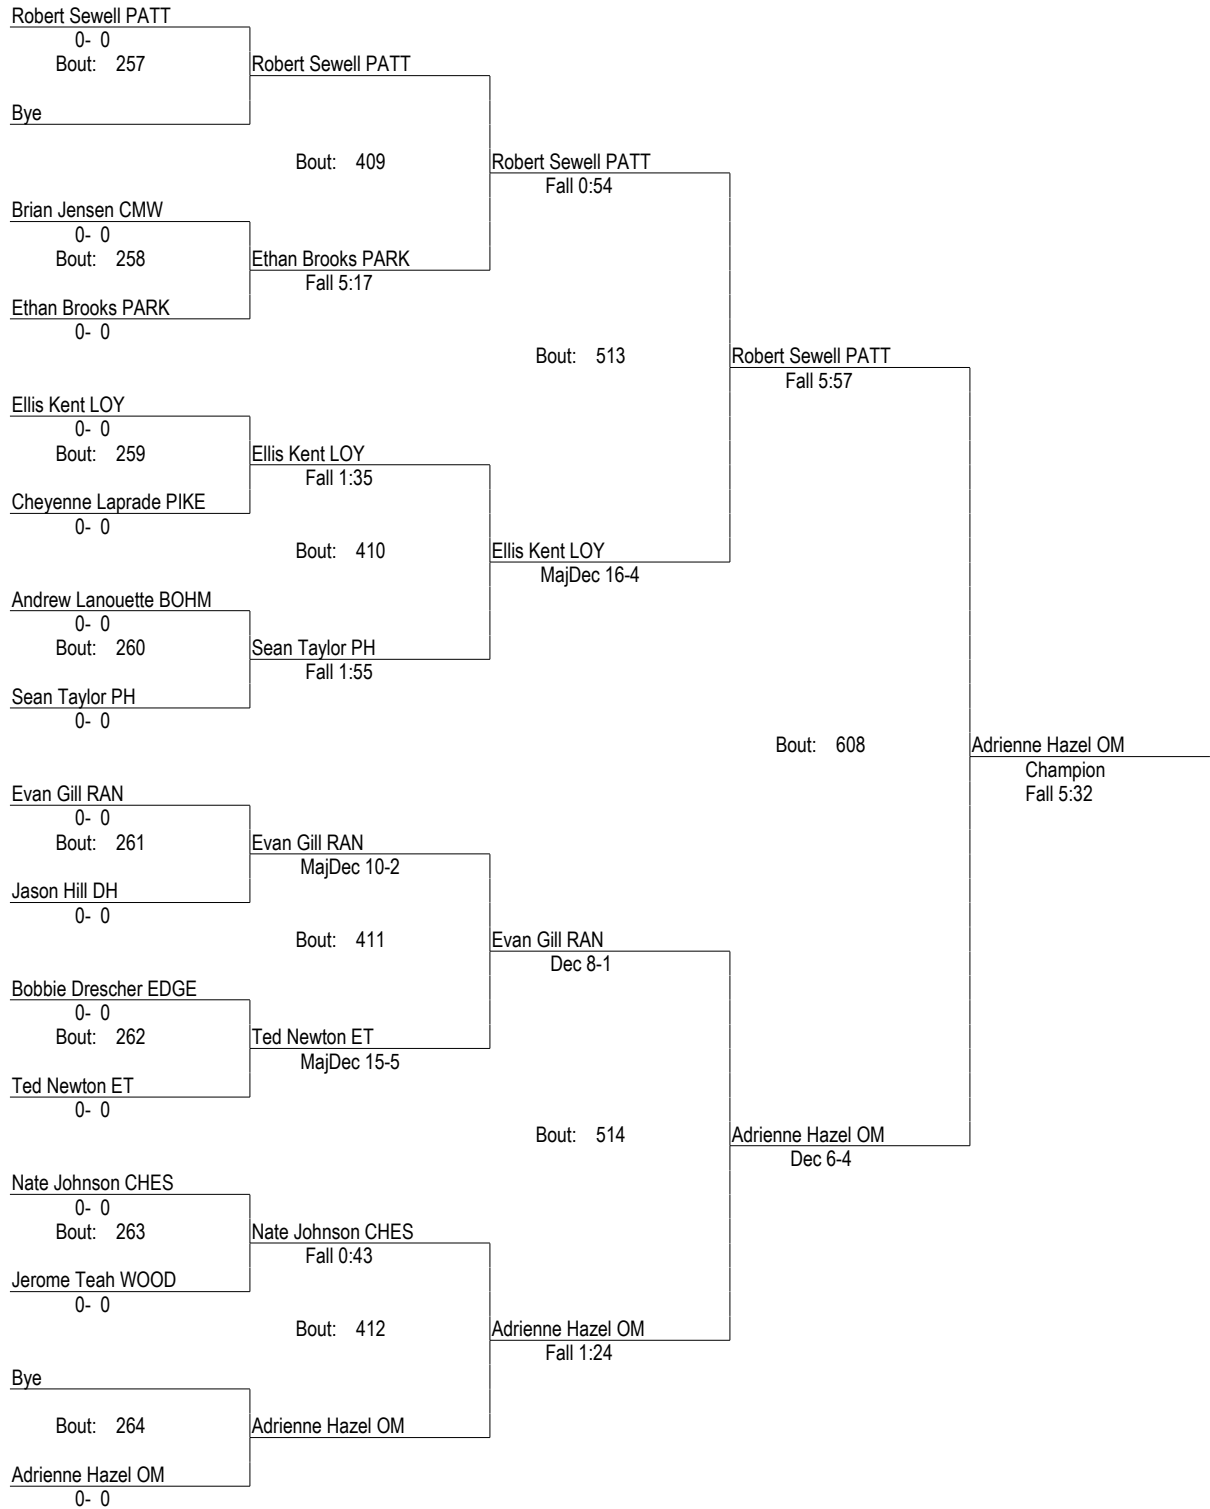 Robert Sewell PATT
0- 0
Bout: 257
Robert Sewell PATT
Bye
Bout: 409
Robert Sewell PATT
Fall 0:54
Brian Jensen CMW
0- 0
Bout: 258
Ethan Brooks PARK
Fall 5:17
Ethan Brooks PARK
0- 0
Bout: 513
Robert Sewell PATT
Fall 5:57
Ellis Kent LOY
0- 0
Bout: 259
Ellis Kent LOY
Fall 1:35
Cheyenne Laprade PIKE
0- 0
Bout: 410
Ellis Kent LOY
MajDec 16-4
Andrew Lanouette BOHM
0- 0
Bout: 260
Sean Taylor PH
Fall 1:55
Sean Taylor PH
0- 0
Bout: 608
Adrienne Hazel OM
Champion
Fall 5:32
Evan Gill RAN
0- 0
Bout: 261
Evan Gill RAN
MajDec 10-2
Jason Hill DH
0- 0
Bout: 411
Evan Gill RAN
Dec 8-1
Bobbie Drescher EDGE
0- 0
Bout: 262
Ted Newton ET
MajDec 15-5
Ted Newton ET
0- 0
Bout: 514
Adrienne Hazel OM
Dec 6-4
Nate Johnson CHES
0- 0
Bout: 263
Nate Johnson CHES
Fall 0:43
Jerome Teah WOOD
0- 0
Bout: 412
Adrienne Hazel OM
Fall 1:24
Bye
Bout: 264
Adrienne Hazel OM
Adrienne Hazel OM
0- 0